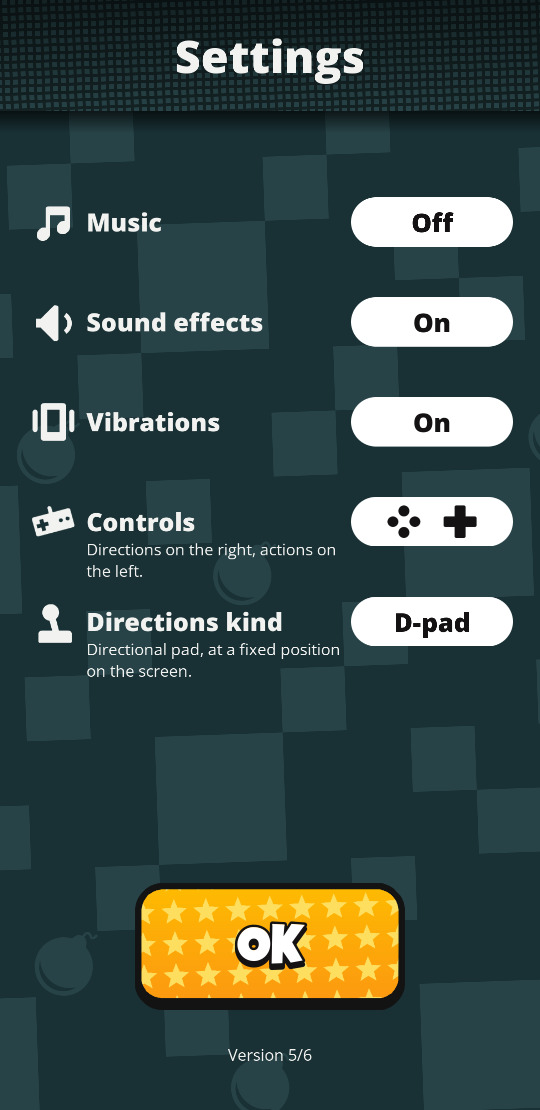 Settings
Music
Off
Sound effects
On
Vibrations
On
Controls
Directions on the right, actions on
the left.
Directions kind
D-pad
Directional pad, at a fixed position
on the screen.
OK
Version 5/6